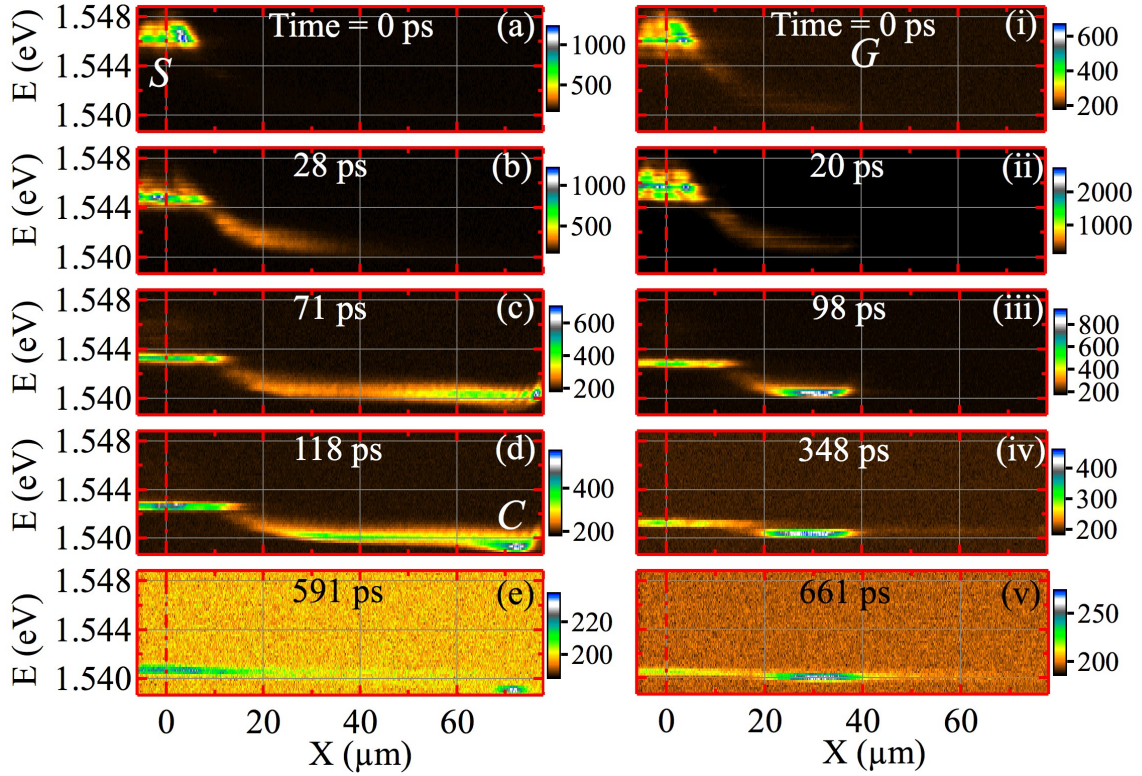 E (eV) 1.548 1.544 1.540 Time = 0 ps (a) S 1000 500
Time = 0 ps (i) G 600 400 200
E (eV) 1.548 1.544 1.540 28 ps (b) 1000 500
20 ps (ii) 2000 1000
E (eV) 1.548 1.544 1.540 71 ps (c) 600 400 200
98 ps (iii) 800 600 400 200
E (eV) 1.548 1.544 1.540 118 ps (d) C 400 200
348 ps (iv) 400 300 200
E (eV) 1.548 1.544 1.540 591 ps (e) 220 200
661 ps (v) 250 200
0 20 40 60
0 20 40 60
X (µm)
X (µm)